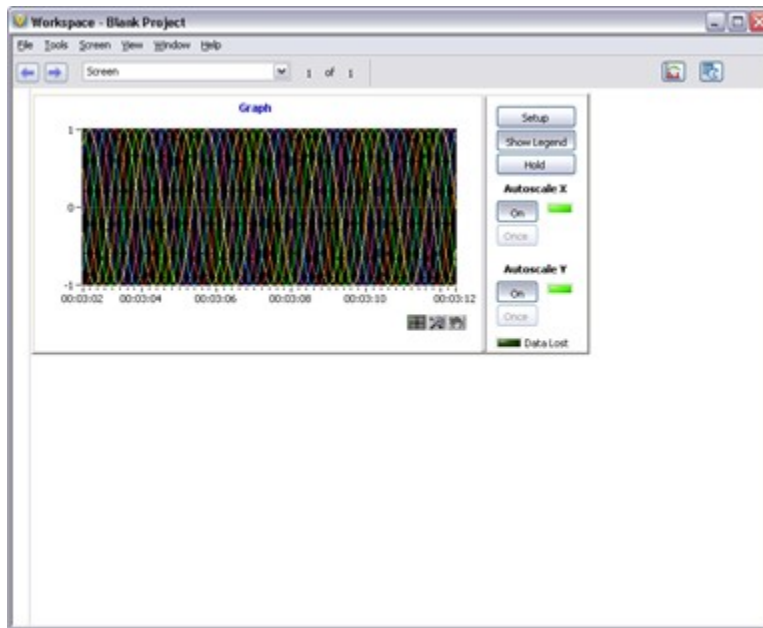 Workspace - Blank Project
File Tools Screen View Window Help
Screen 1 of 1
Graph
1
0
-1
00:03:02 00:03:04 00:03:06 00:03:08 00:03:10 00:03:12
Setup
Show Legend
Hold
Autoscale X
On
Once
Autoscale Y
On
Once
Data Lost